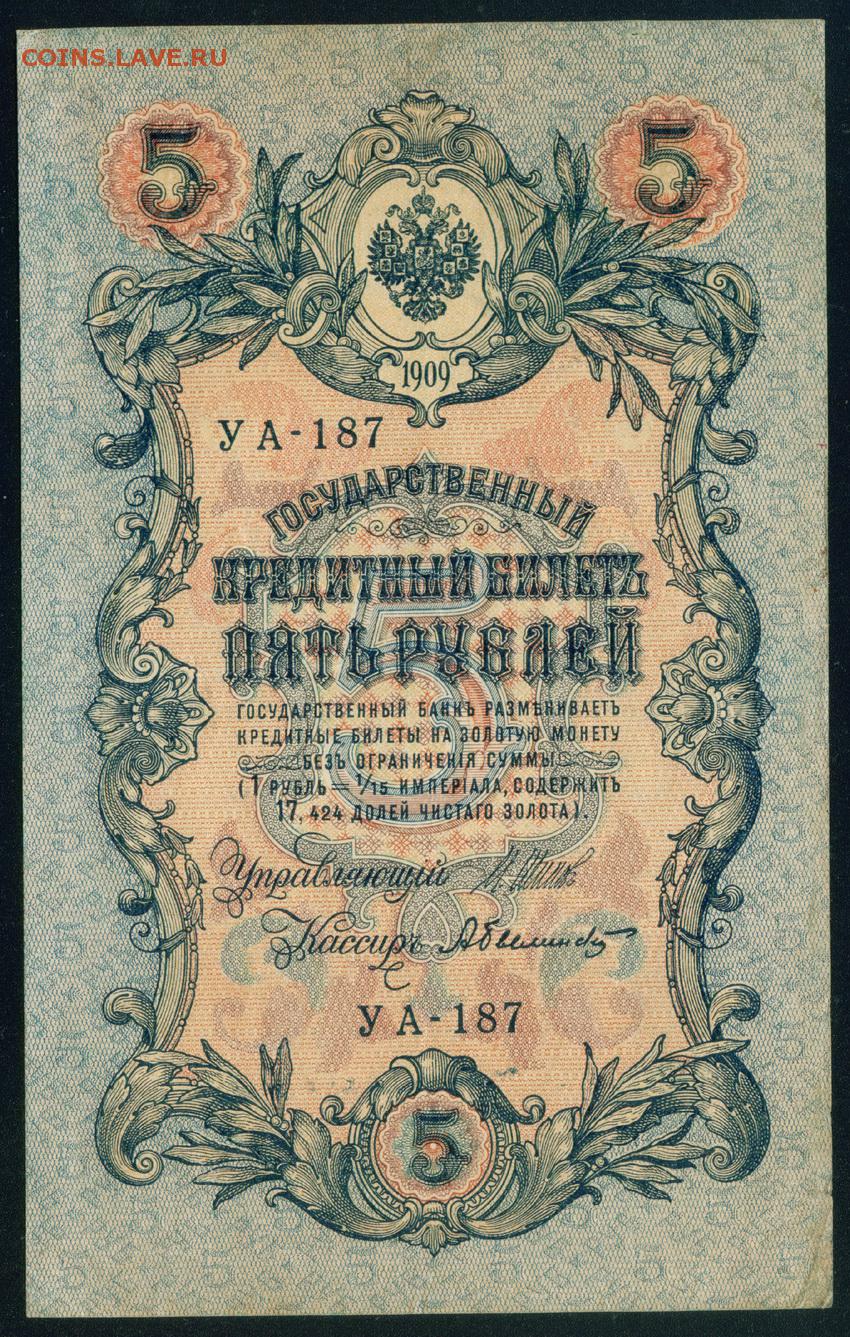 COINS.LAVE.RU
5 5
1909
УА-187
ГОСУДАРСТВЕННЫЙ
КРЕДИТНЫЙ БИЛЕТЪ
ПЯТЬ РУБЛЕЙ
5
ГОСУДАРСТВЕННЫЙ БАНКЪ РАЗМѢНИВАЕТЪ
КРЕДИТНЫЕ БИЛЕТЫ НА ЗОЛОТУЮ МОНЕТУ
БЕЗЪ ОГРАНИЧЕНІЯ СУММЫ
(1 РУБЛЬ = 1/15 ИМПЕРІАЛА, СОДЕРЖИТЪ
17,424 ДОЛЕЙ ЧИСТАГО ЗОЛОТА).
Управляющій
Кассиръ
УА-187
5